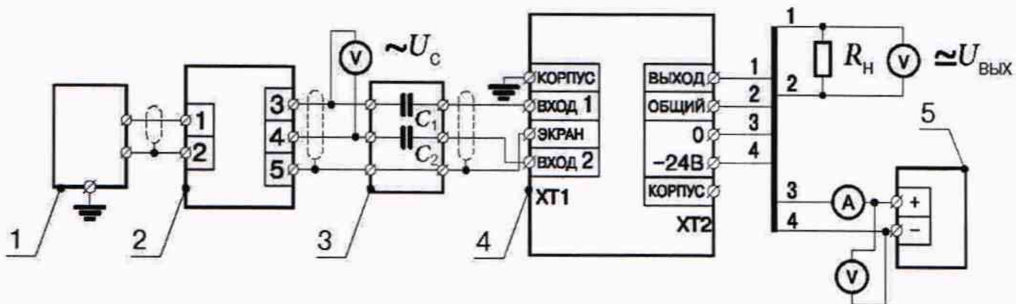 1
2
V
~U_С
3
4
5
C₁
C₂
КОРПУС
ВХОД 1
ЭКРАН
ВХОД 2
XT1
ВЫХОД
ОБЩИЙ
0
−24В
КОРПУС
XT2
1
2
3
4
1
2
R_Н
V
≃U_ВЫХ
3
4
A
V
+
−
5
1
2
3
4